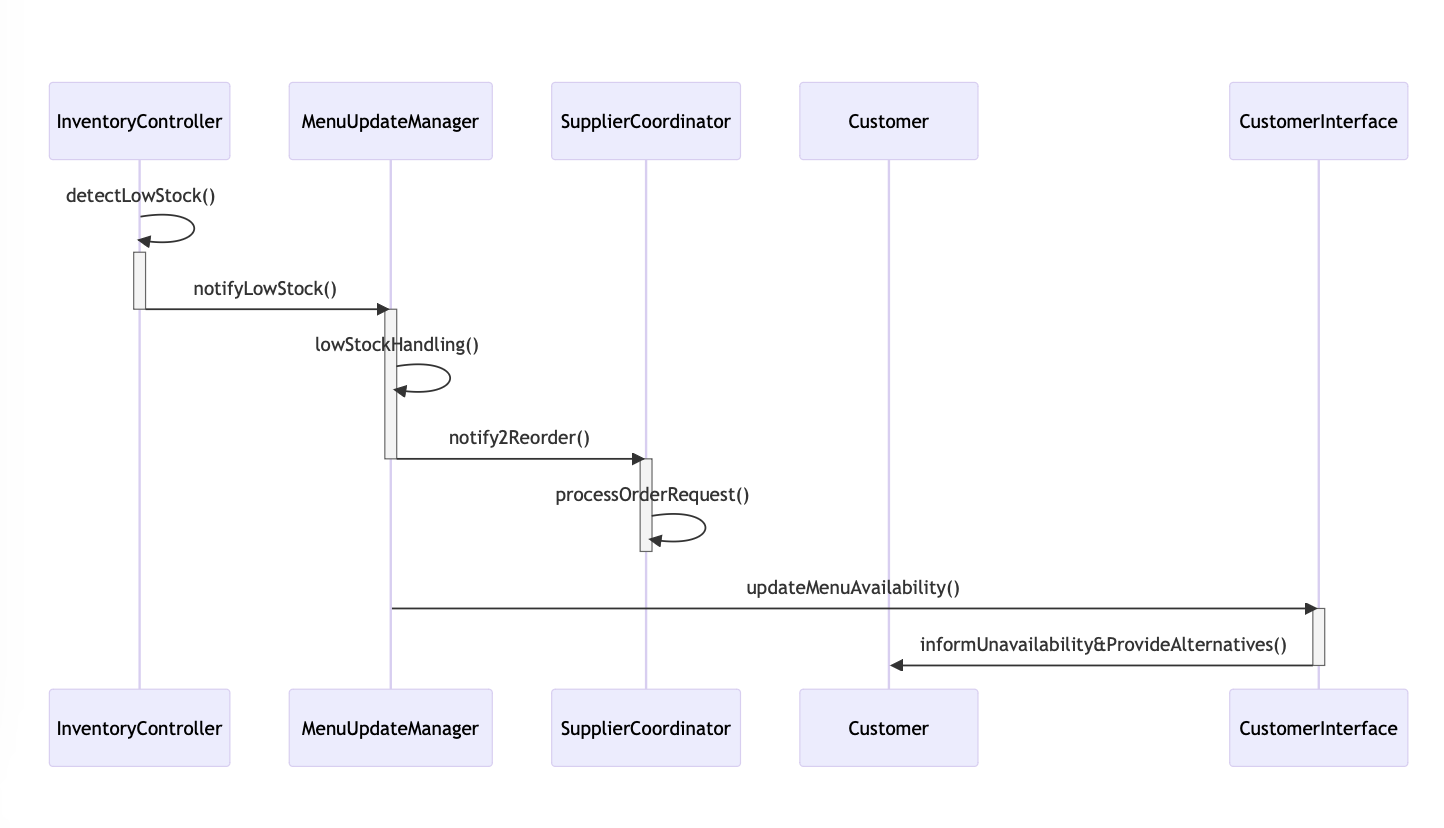 InventoryController
MenuUpdateManager
SupplierCoordinator
Customer
CustomerInterface
detectLowStock()
notifyLowStock()
lowStockHandling()
notify2Reorder()
processOrderRequest()
updateMenuAvailability()
informUnavailability&ProvideAlternatives()
InventoryController
MenuUpdateManager
SupplierCoordinator
Customer
CustomerInterface